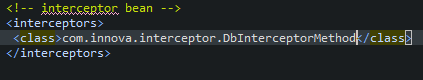 <!-- interceptor bean -->
<interceptors>
<class>com.innova.interceptor.DbInterceptorMethod</class>
</interceptors>